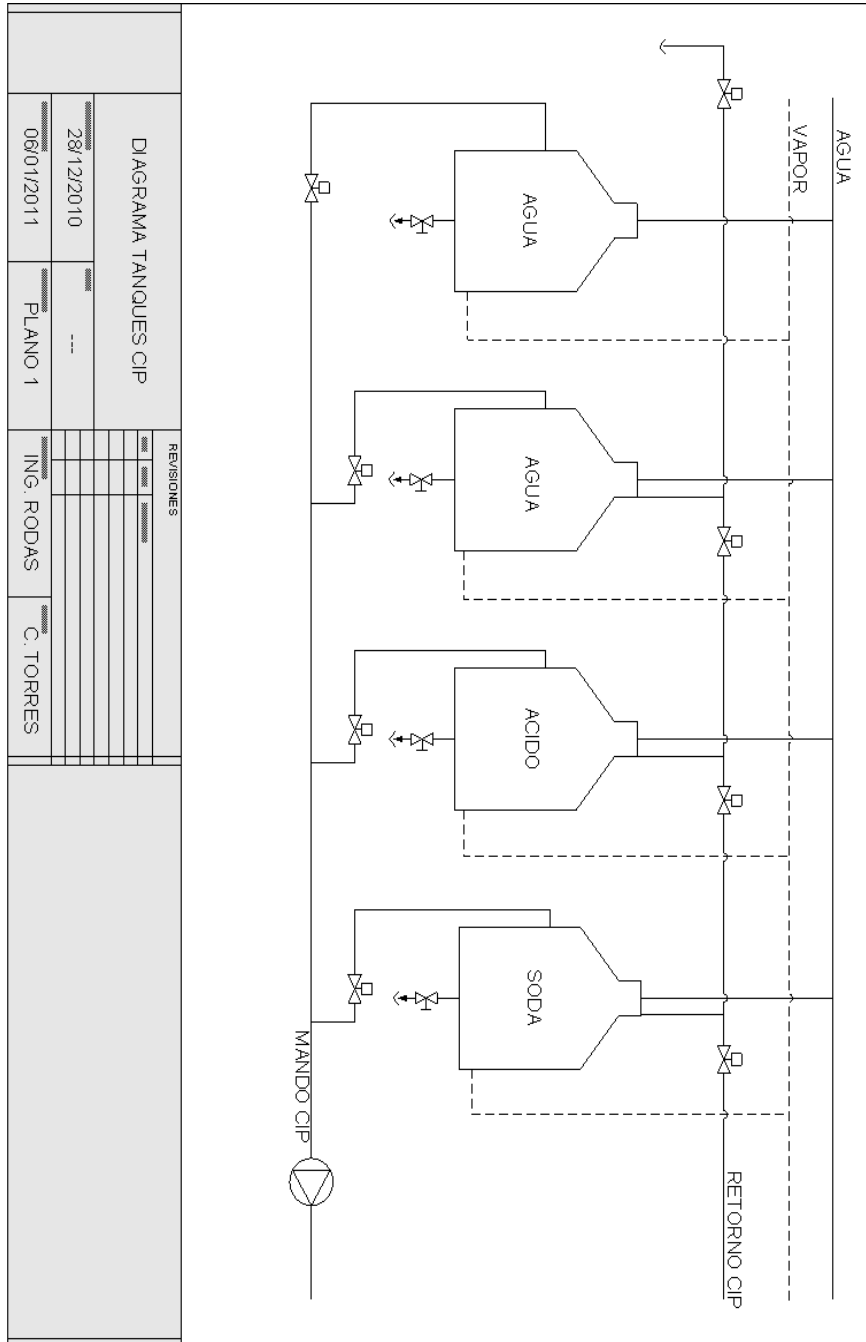 AGUA
VAPOR
RETORNO CIP
AGUA
AGUA
ACIDO
SODA
MANDO CIP
DIAGRAMA TANQUES CIP
REVISIONES
28/12/2010
---
06/01/2011
PLANO 1
ING. RODAS
C. TORRES